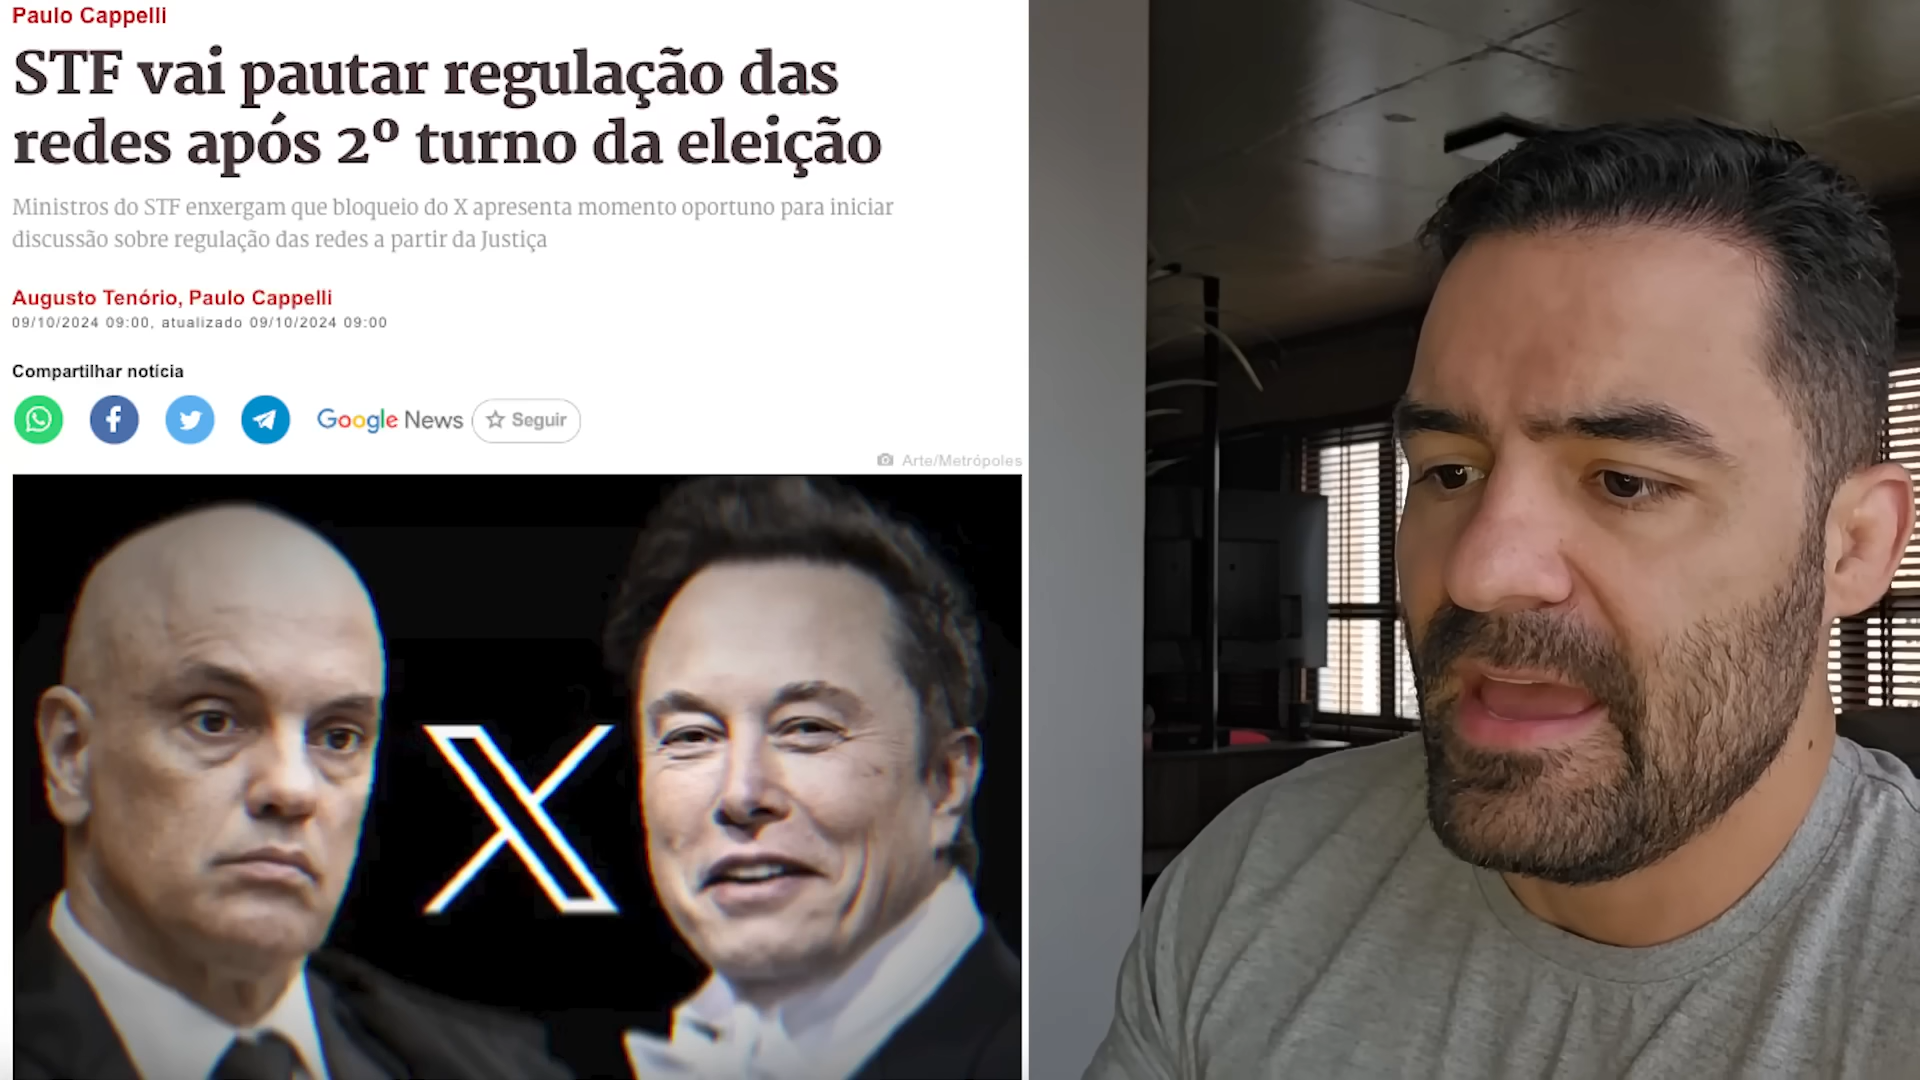 Paulo Cappelli
STF vai pautar regulação das
redes após 2º turno da eleição
Ministros do STF enxergam que bloqueio do X apresenta momento oportuno para iniciar
discussão sobre regulação das redes a partir da Justiça
Augusto Tenório, Paulo Cappelli
09/10/2024 09:00, atualizado 09/10/2024 09:00
Compartilhar notícia
Google News
Seguir
Arte/Metrópoles
X